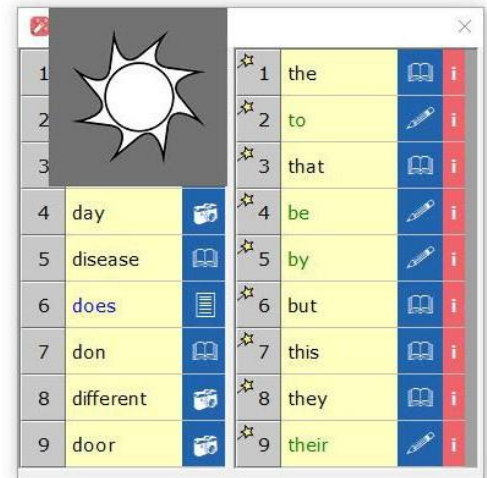 1
2
3
4 day
5 disease
6 does
7 don
8 different
9 door
1 the i
2 to i
3 that i
4 be i
5 by i
6 but i
7 this i
8 they i
9 their i